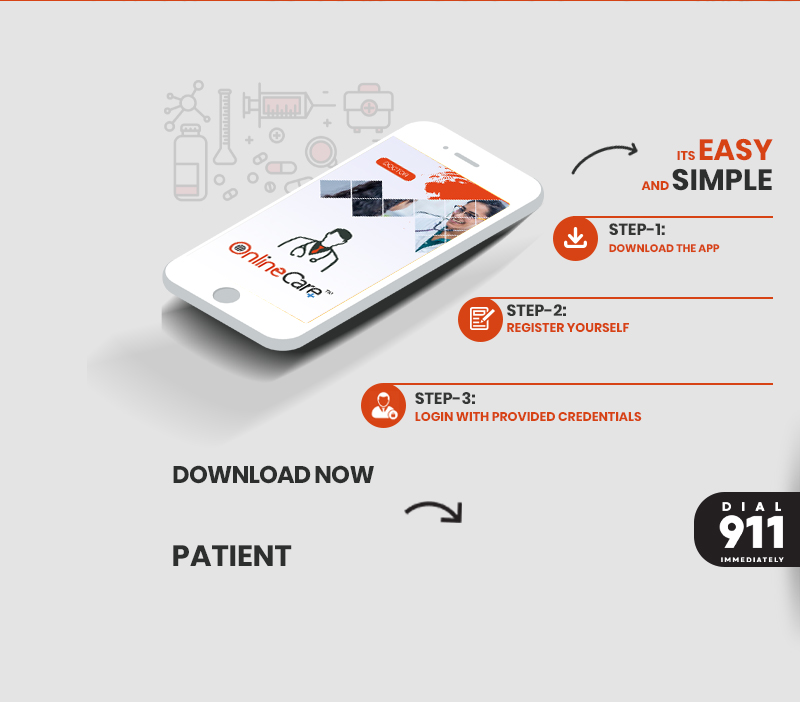 ITS EASY
AND SIMPLE
DOCTOR
OnlineCare™
STEP-1:
DOWNLOAD THE APP
STEP-2:
REGISTER YOURSELF
STEP-3:
LOGIN WITH PROVIDED CREDENTIALS
DOWNLOAD NOW
PATIENT
DIAL
911
IMMEDIATELY